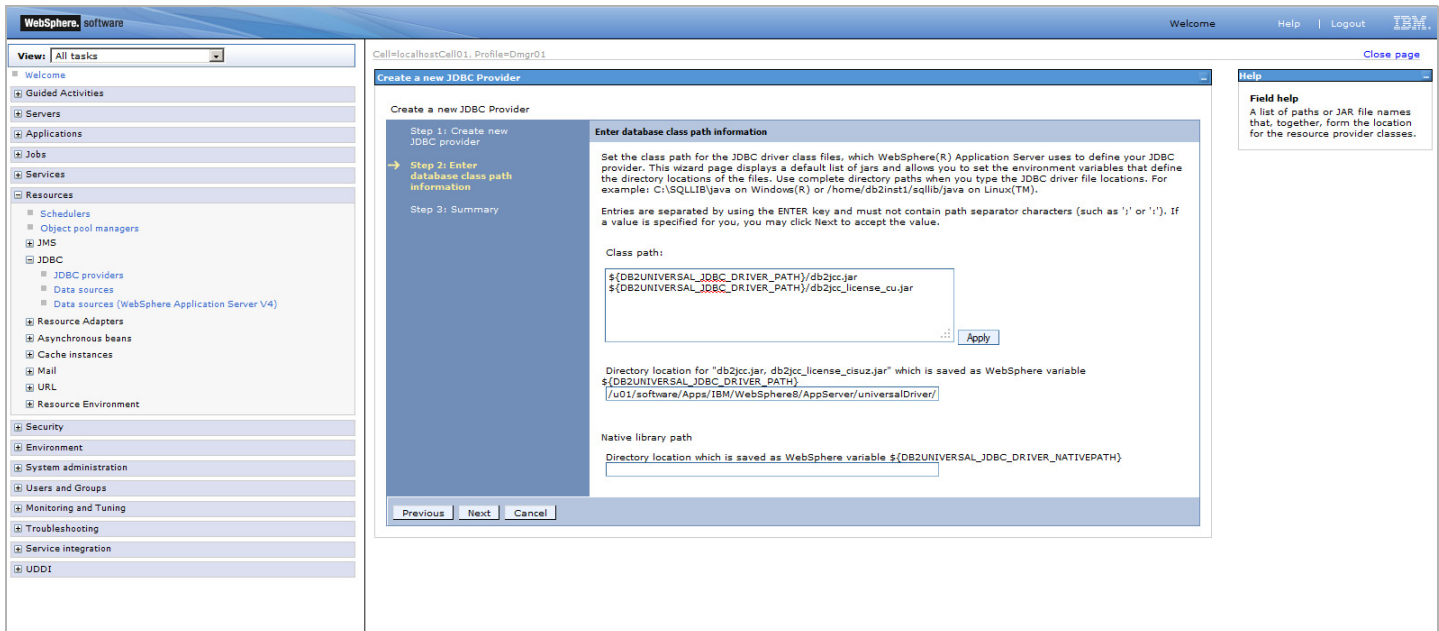 WebSphere. software
Welcome Help | Logout IBM.
View: All tasks
Welcome
Guided Activities
Servers
Applications
Jobs
Services
Resources
Schedulers
Object pool managers
JMS
JDBC
JDBC providers
Data sources
Data sources (WebSphere Application Server V4)
Resource Adapters
Asynchronous beans
Cache instances
Mail
URL
Resource Environment
Security
Environment
System administration
Users and Groups
Monitoring and Tuning
Troubleshooting
Service integration
UDDI
Cell=localhostCell01, Profile=Dmgr01
Close page
Create a new JDBC Provider
Create a new JDBC Provider
Step 1: Create new
JDBC provider
Step 2: Enter
database class path
information
Step 3: Summary
Enter database class path information
Set the class path for the JDBC driver class files, which WebSphere(R) Application Server uses to define your JDBC
provider. This wizard page displays a default list of jars and allows you to set the environment variables that define
the directory locations of the files. Use complete directory paths when you type the JDBC driver file locations. For
example: C:\SQLLIB\java on Windows(R) or /home/db2inst1/sqllib/java on Linux(TM).
Entries are separated by using the ENTER key and must not contain path separator characters (such as ';' or ':'). If
a value is specified for you, you may click Next to accept the value.
Class path:
${DB2UNIVERSAL_JDBC_DRIVER_PATH}/db2jcc.jar
${DB2UNIVERSAL_JDBC_DRIVER_PATH}/db2jcc_license_cu.jar
Apply
Directory location for "db2jcc.jar, db2jcc_license_cisuz.jar" which is saved as WebSphere variable
${DB2UNIVERSAL_JDBC_DRIVER_PATH}
/u01/software/Apps/IBM/WebSphere8/AppServer/universalDriver/
Native library path
Directory location which is saved as WebSphere variable ${DB2UNIVERSAL_JDBC_DRIVER_NATIVEPATH}
Previous Next Cancel
Help
Field help
A list of paths or JAR file names
that, together, form the location
for the resource provider classes.